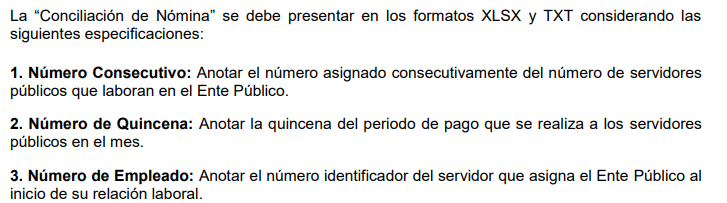 La “Conciliación de Nómina” se debe presentar en los formatos XLSX y TXT considerando las
siguientes especificaciones:
1. Número Consecutivo: Anotar el número asignado consecutivamente del número de servidores
públicos que laboran en el Ente Público.
2. Número de Quincena: Anotar la quincena del periodo de pago que se realiza a los servidores
públicos en el mes.
3. Número de Empleado: Anotar el número identificador del servidor que asigna el Ente Público al
inicio de su relación laboral.